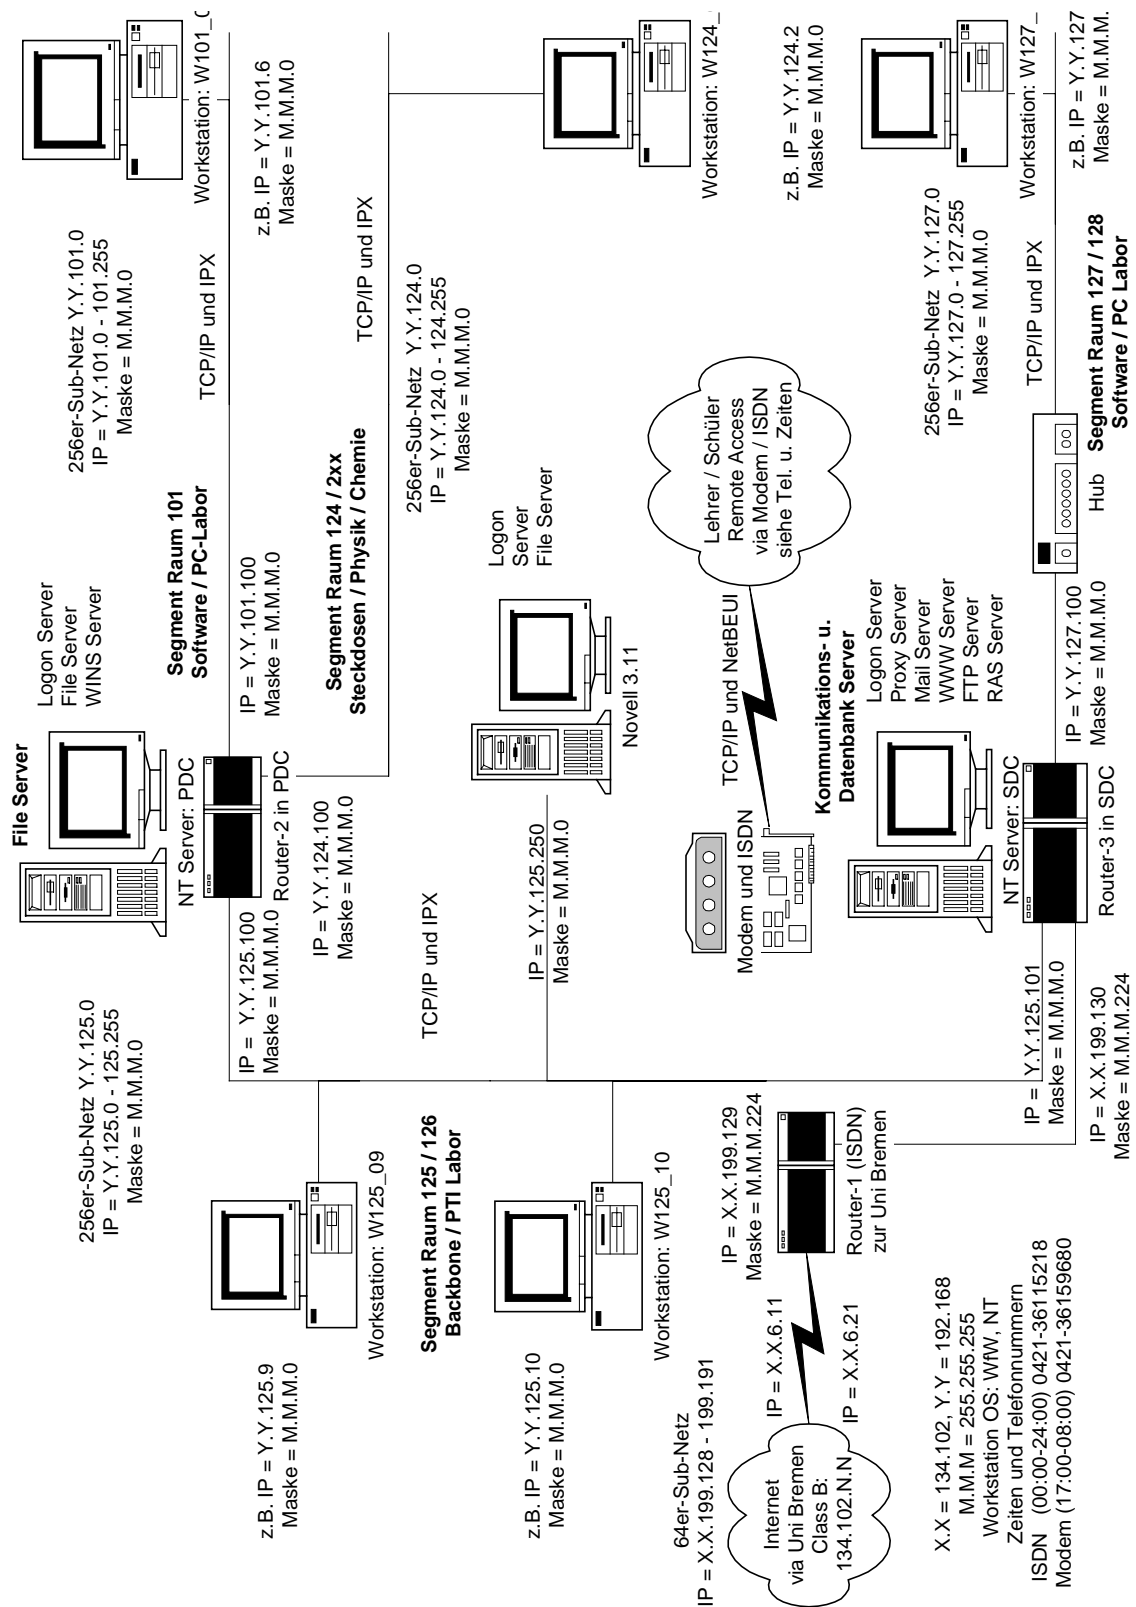 File Server
Logon Server
File Server
WINS Server
NT Server: PDC
Router-2 in PDC
256er-Sub-Netz Y.Y.125.0
IP = Y.Y.125.0 - 125.255
Maske = M.M.M.0
IP = Y.Y.125.100
Maske = M.M.M.0
IP = Y.Y.124.100
Maske = M.M.M.0
IP = Y.Y.101.100
Maske = M.M.M.0
Segment Raum 101
Software / PC-Labor
256er-Sub-Netz Y.Y.101.0
IP = Y.Y.101.0 - 101.255
Maske = M.M.M.0
TCP/IP und IPX
Workstation: W101_0
z.B. IP = Y.Y.101.6
Maske = M.M.M.0
Segment Raum 124 / 2xx
Steckdosen / Physik / Chemie
TCP/IP und IPX
256er-Sub-Netz Y.Y.124.0
IP = Y.Y.124.0 - 124.255
Maske = M.M.M.0
Workstation: W124_
z.B. IP = Y.Y.124.2
Maske = M.M.M.0
z.B. IP = Y.Y.125.9
Maske = M.M.M.0
Workstation: W125_09
Segment Raum 125 / 126
Backbone / PTI Labor
TCP/IP und IPX
z.B. IP = Y.Y.125.10
Maske = M.M.M.0
Workstation: W125_10
IP = Y.Y.125.250
Maske = M.M.M.0
Logon
Server
File Server
Novell 3.11
Lehrer / Schüler
Remote Access
via Modem / ISDN
siehe Tel. u. Zeiten
TCP/IP und NetBEUI
Modem und ISDN
Kommunikations- u.
Datenbank Server
Logon Server
Proxy Server
Mail Server
WWW Server
FTP Server
RAS Server
NT Server: SDC
Router-3 in SDC
IP = Y.Y.125.101
Maske = M.M.M.0
IP = X.X.199.130
Maske = M.M.M.224
IP = Y.Y.127.100
Maske = M.M.M.0
Hub
Segment Raum 127 / 128
Software / PC Labor
TCP/IP und IPX
256er-Sub-Netz Y.Y.127.0
IP = Y.Y.127.0 - 127.255
Maske = M.M.M.0
Workstation: W127_
z.B. IP = Y.Y.127
Maske = M.M.M.
IP = X.X.199.129
Maske = M.M.M.224
Router-1 (ISDN)
zur Uni Bremen
64er-Sub-Netz
IP = X.X.199.128 - 199.191
IP = X.X.6.11
IP = X.X.6.21
Internet
via Uni Bremen
Class B:
134.102.N.N
X.X = 134.102, Y.Y = 192.168
M.M.M = 255.255.255
Workstation OS: WfW, NT
Zeiten und Telefonnummern
ISDN (00:00-24:00) 0421-36115218
Modem (17:00-08:00) 0421-36159680